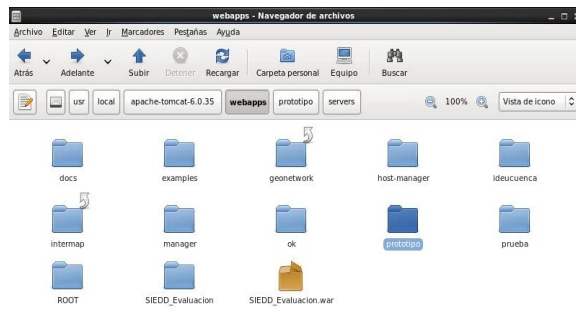 webapps - Navegador de archivos
Archivo Editar Ver Ir Marcadores Pestañas Ayuda
Atrás Adelante Subir Detener Recargar Carpeta personal Equipo Buscar
usr local apache-tomcat-6.0.35 webapps prototipo servers 100% Vista de icono
docs examples geonetwork host-manager ideucuenca
intermap manager ok prototipo prueba
ROOT SIEDD_Evaluacion SIEDD_Evaluacion.war